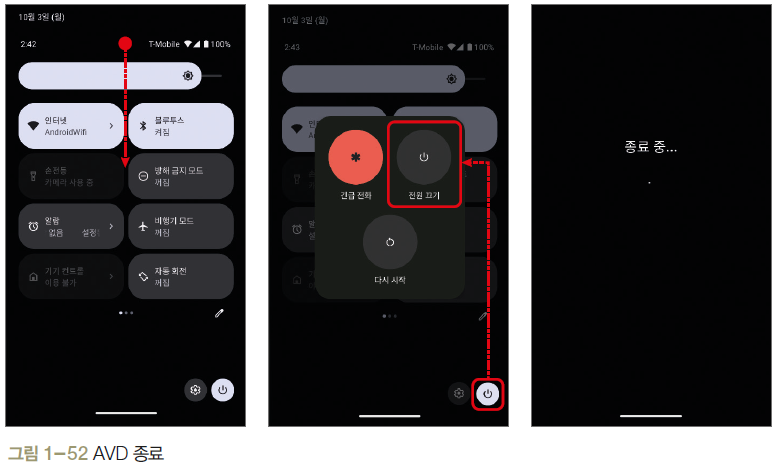 10월 3일 (월)
2:42 T-Mobile 100%
인터넷
AndroidWifi
블루투스
켜짐
손전등
카메라 사용 중
방해 금지 모드
꺼짐
알람
없음 설정
비행기 모드
꺼짐
기기 컨트롤
이용 불가
자동 회전
꺼짐
10월 3일 (월)
2:43 T-Mobile 100%
긴급 전화
전원 끄기
다시 시작
종료 중...
그림 1-52 AVD 종료